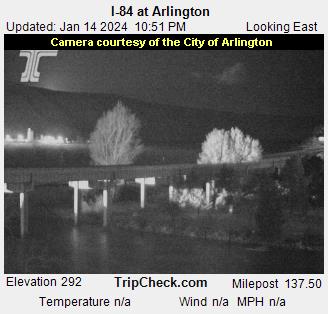 I-84 at Arlington
Updated: Jan 14 2024 10:51 PM Looking East
Camera courtesy of the City of Arlington
Elevation 292 TripCheck.com Milepost 137.50
Temperature n/a Wind n/a MPH n/a